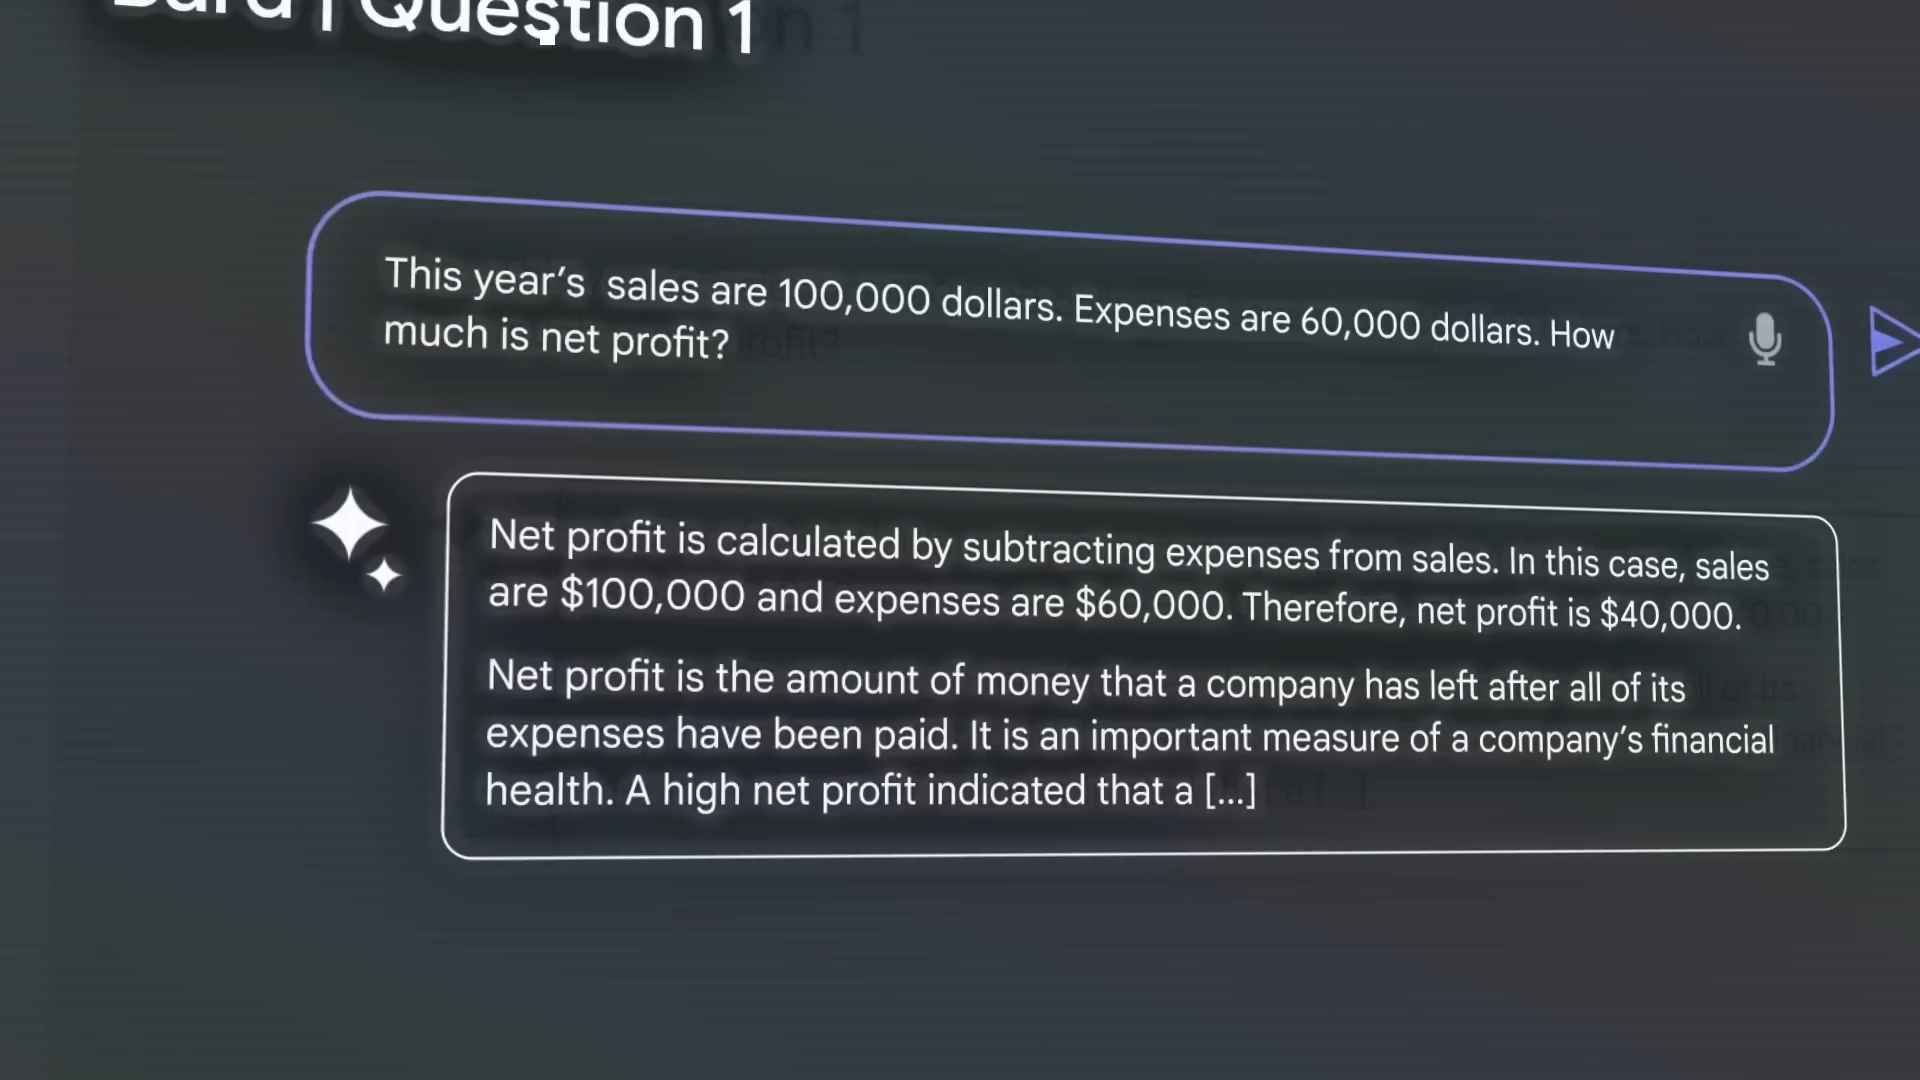 Bard | Question 1
This year’s  sales are 100,000 dollars. Expenses are 60,000 dollars. How
much is net profit?
Net profit is calculated by subtracting expenses from sales. In this case, sales
are $100,000 and expenses are $60,000. Therefore, net profit is $40,000.
Net profit is the amount of money that a company has left after all of its
expenses have been paid. It is an important measure of a company’s financial
health. A high net profit indicated that a [...]